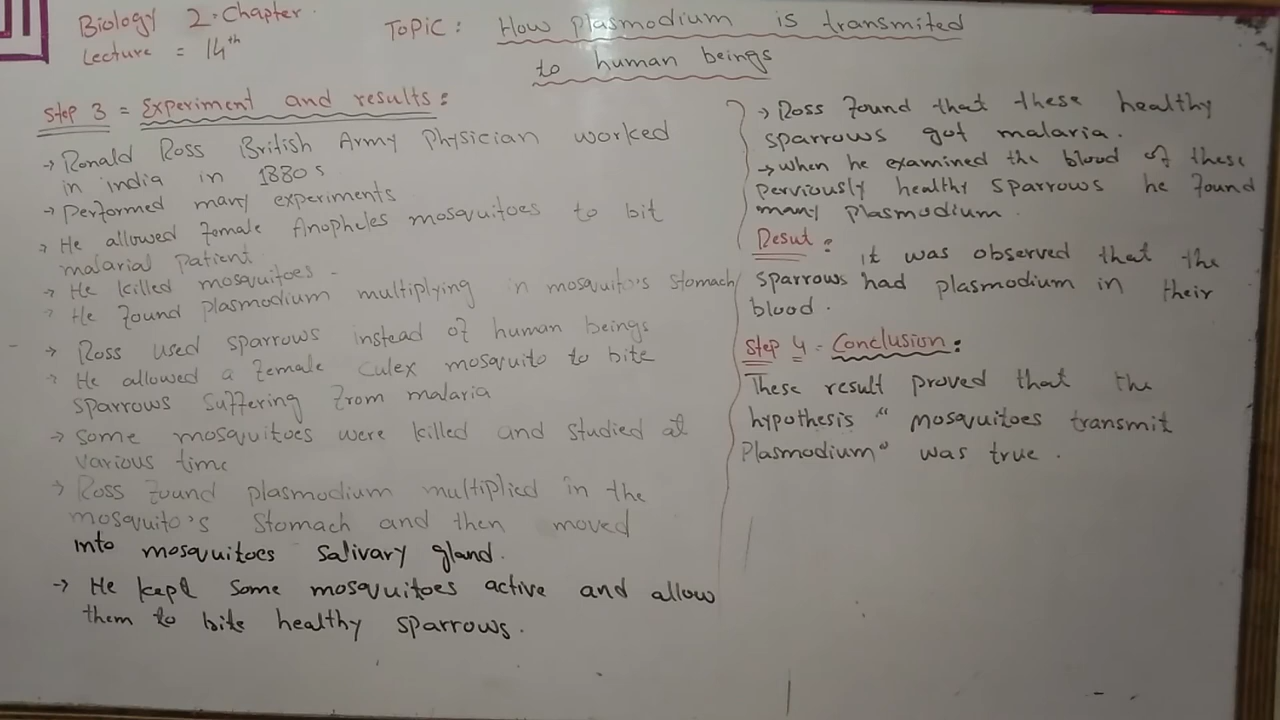 Biology 2. Chapter.
Lecture = 14th
Topic: How plasmodium is transmited
to human beings
Step 3 = Experiment and results:
→ Ronald Ross British Army Physician worked
in india in 1880s
→ Performed many experiments
→ He allowed female Anopheles mosquitoes to bit
malarial patient
→ He killed mosquitoes -
→ He found plasmodium multiplying in mosquito's stomach
→ Ross used sparrows instead of human beings
→ He allowed a female culex mosquito to bite
sparrows suffering from malaria
→ Some mosquitoes were killed and studied at
various time
→ Ross found plasmodium multiplied in the
mosquito's stomach and then moved
into mosquitoes salivary gland.
→ He kept some mosquitoes active and allow
them to bite healthy sparrows.
→ Ross found that these healthy
sparrows got malaria.
→ when he examined the blood of these
perviously healthy sparrows he found
many plasmodium.
Desut: it was observed that the
sparrows had plasmodium in their
blood.
Step 4 - Conclusion:
These result proved that the
hypothesis "mosquitoes transmit
Plasmodium" was true.